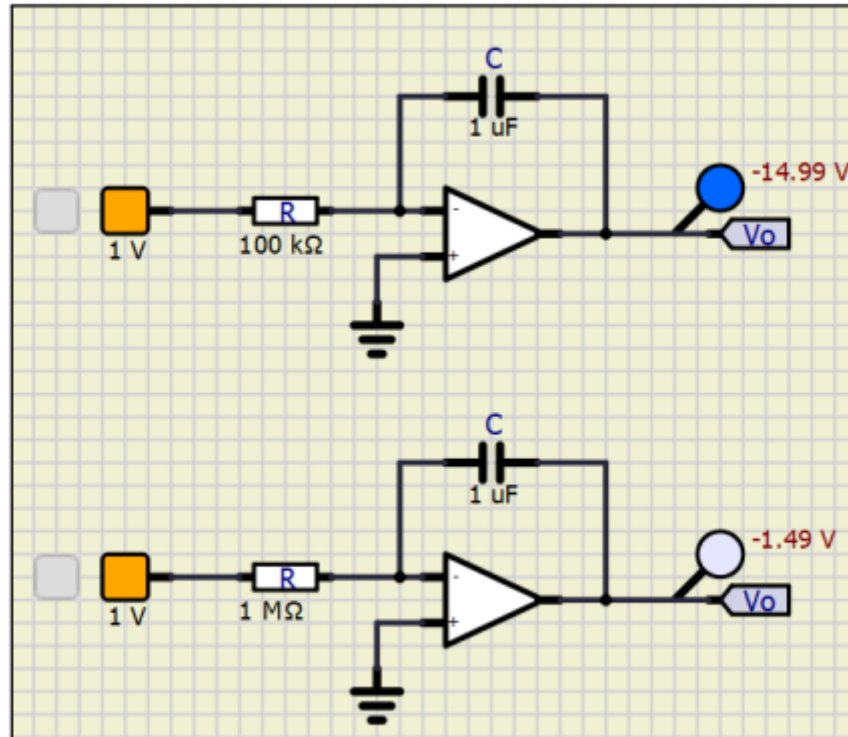 C
1 uF
-14.99 V
R
-
1 V
100 kΩ
Vo
+
C
1 uF
-1.49 V
R
-
1 V
1 MΩ
Vo
+